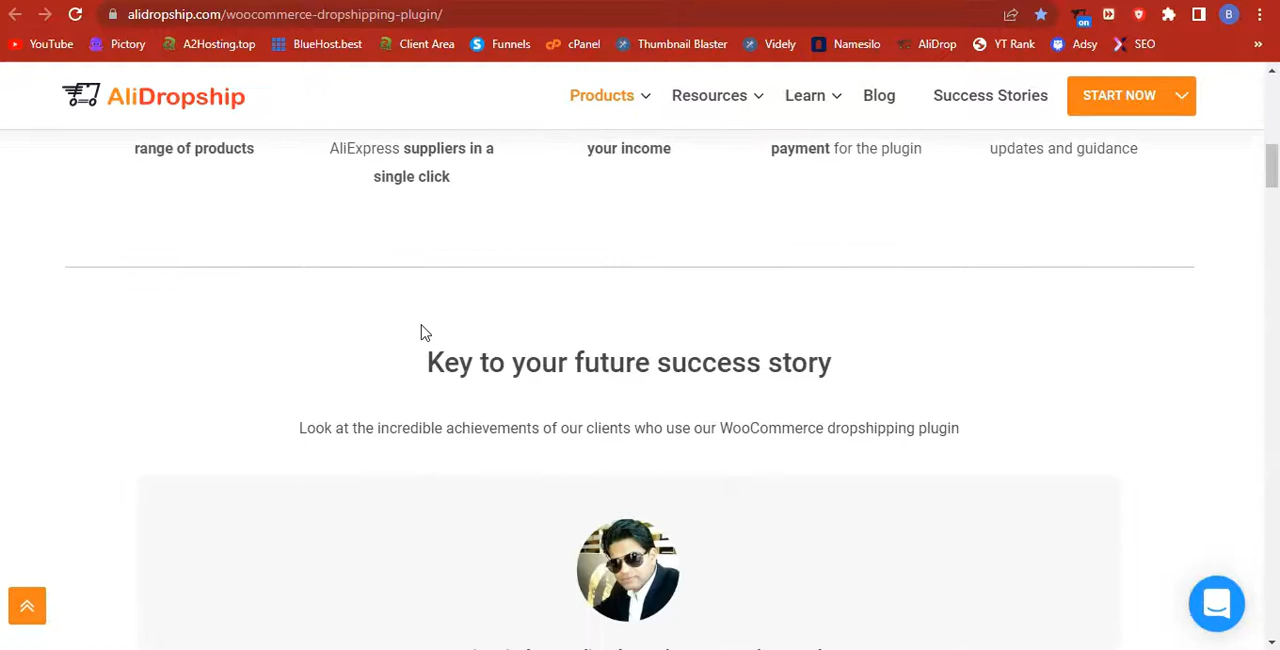 alidropship.com/woocommerce-dropshipping-plugin/
on
B
YouTube Pictory A2Hosting.top BlueHost.best Client Area Funnels cPanel Thumbnail Blaster Videly Namesilo AliDrop YT Rank Adsy SEO »
AliDropship Products Resources Learn Blog Success Stories START NOW
range of products AliExpress suppliers in a your income payment for the plugin updates and guidance
single click
Key to your future success story
Look at the incredible achievements of our clients who use our WooCommerce dropshipping plugin